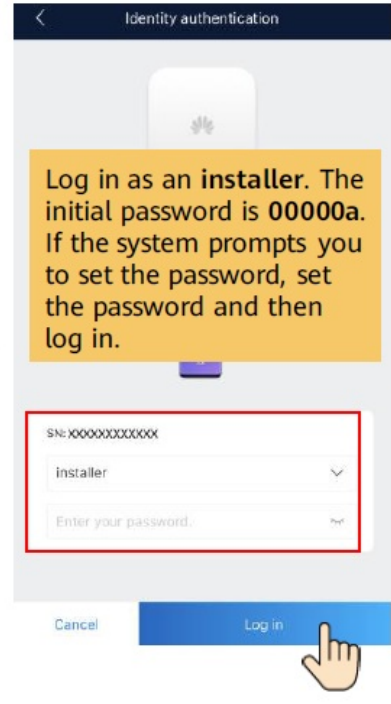 Identity authentication
Log in as an installer. The
initial password is 00000a.
If the system prompts you
to set the password, set
the password and then
log in.
SN: XXXXXXXXXXXX
installer
Enter your password.
Cancel
Log in